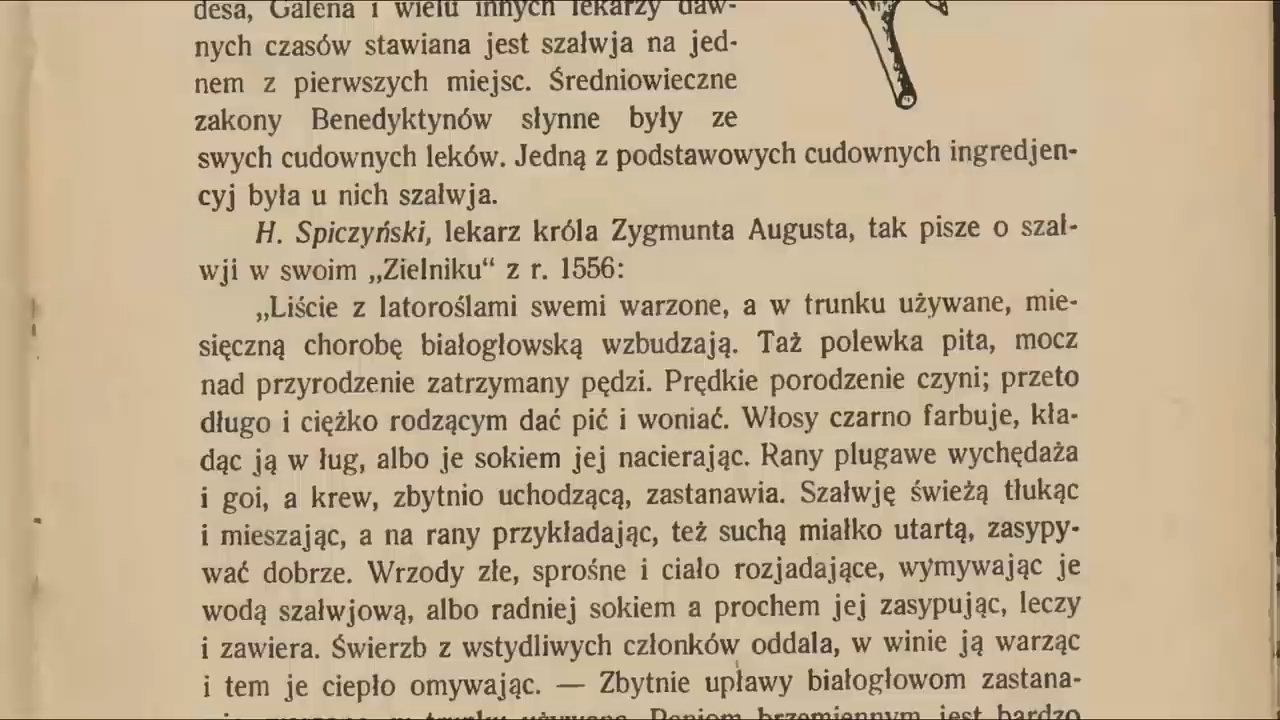 desa, Galena i wielu innych lekarzy daw-
nych czasów stawiana jest szałwja na jed-
nem z pierwszych miejsc. Średniowieczne
zakony Benedyktynów słynne były ze
swych cudownych leków. Jedną z podstawowych cudownych ingredjen-
cyj była u nich szałwja.
H. Spiczyński, lekarz króla Zygmunta Augusta, tak pisze o szał-
wji w swoim „Zielniku“ z r. 1556:
„Liście z latoroślami swemi warzone, a w trunku używane, mie-
sięczną chorobę białogłowską wzbudzają. Taż polewka pita, mocz
nad przyrodzenie zatrzymany pędzi. Prędkie porodzenie czyni; przeto
długo i ciężko rodzącym dać pić i woniać. Włosy czarno farbuje, kła-
dąc ją w ług, albo je sokiem jej nacierając. Rany plugawe wychędaża
i goi, a krew, zbytnio uchodzącą, zastanawia. Szałwję świeżą tłukąc
i mieszając, a na rany przykładając, też suchą miałko utartą, zasypy-
wać dobrze. Wrzody złe, sprośne i ciało rozjadające, wymywając je
wodą szałwjową, albo radniej sokiem a prochem jej zasypując, leczy
i zawiera. Świerzb z wstydliwych członków oddala, w winie ją warząc
i tem je ciepło omywając. — Zbytnie upławy białogłowom zastana-
trunku używana. Paniom brzemiennym jest bardzo